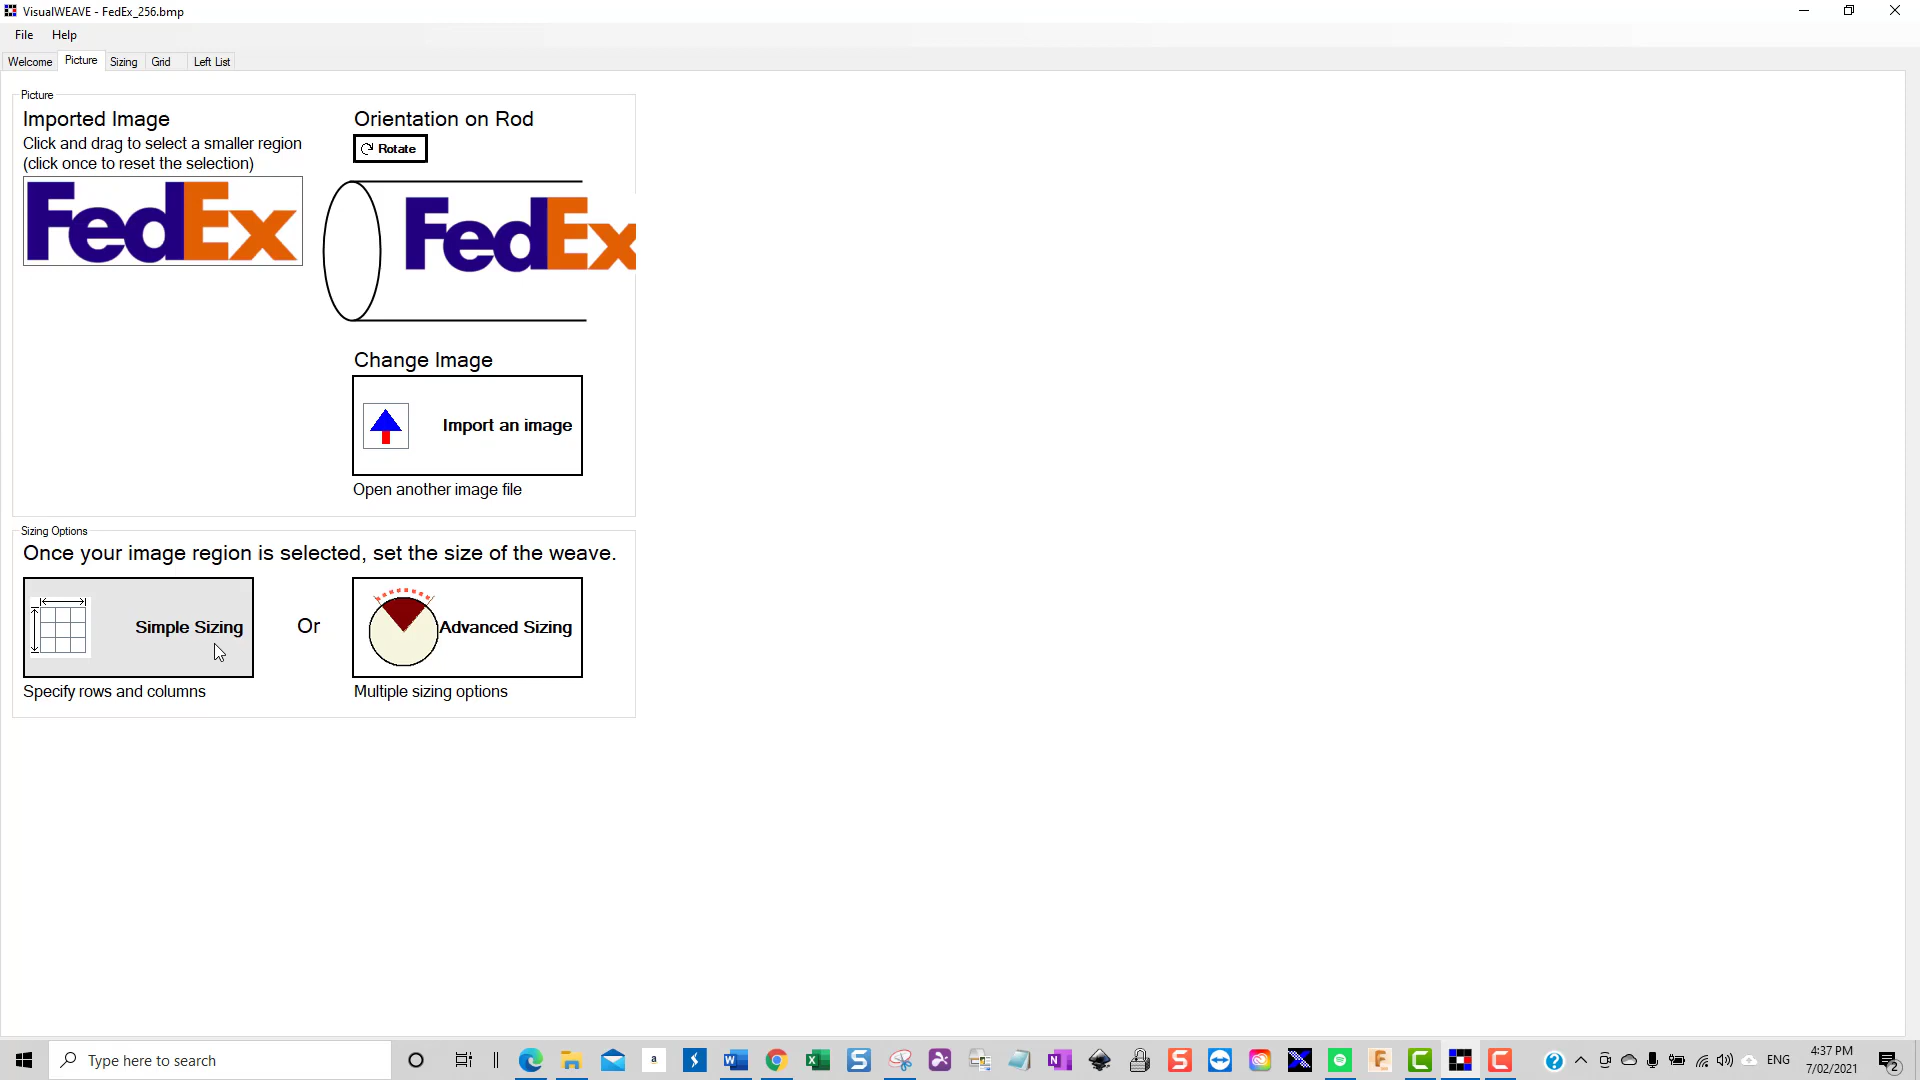 VisualWEAVE - FedEx_256.bmp
File Help
Welcome Picture Sizing Grid Left List
Picture
Imported Image
Click and drag to select a smaller region
(click once to reset the selection)
FedEx
Orientation on Rod
Rotate
FedEx
Change Image
Import an image
Open another image file
Sizing Options
Once your image region is selected, set the size of the weave.
Simple Sizing
Specify rows and columns
Or
Advanced Sizing
Multiple sizing options
Type here to search
ENG
4:37 PM
7/02/2021
2